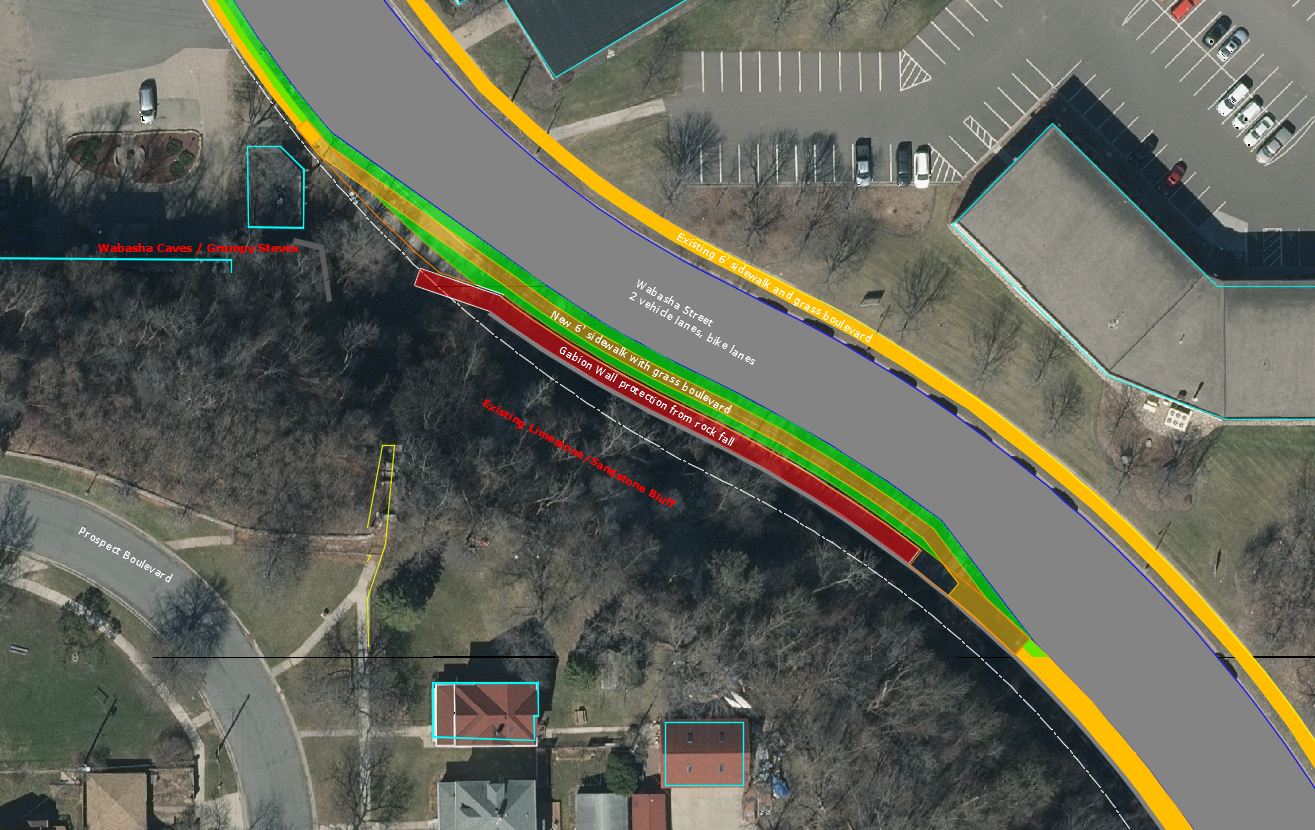 Wabasha Caves / Grumpy Steves
Existing 6' sidewalk and grass boulevard
Wabasha Street
2 vehicle lanes, bike lanes
New 6' sidewalk with grass boulevard
Gabion Wall protection from rock fall
Existing Limestone/Sandstone Bluff
Prospect Boulevard